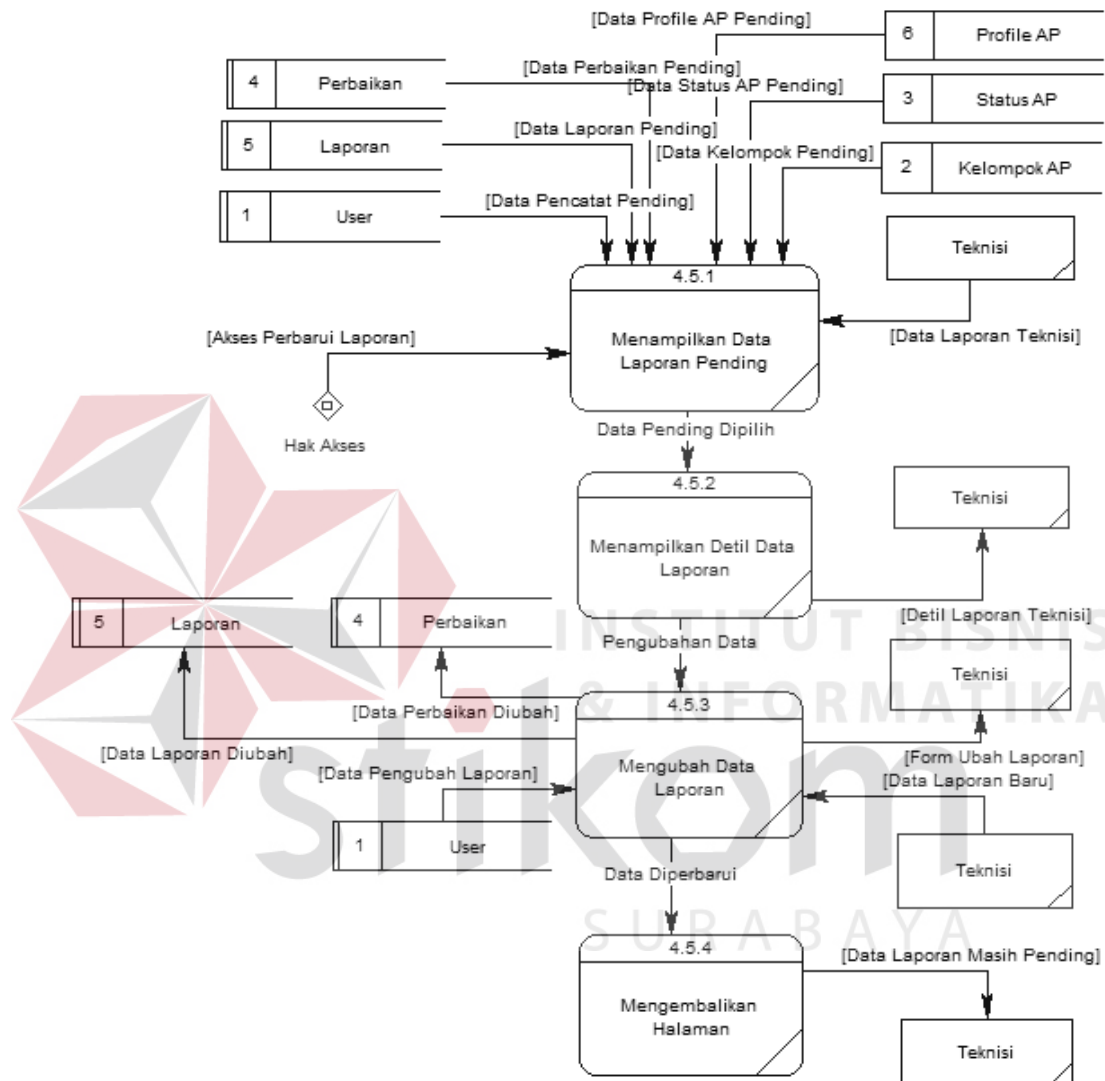 [Data Profile AP Pending]
6
Profile AP
4
Perbaikan
[Data Perbaikan Pending]
[Data Status AP Pending]
3
Status AP
5
Laporan
[Data Laporan Pending]
[Data Kelompok Pending]
2
Kelompok AP
1
User
[Data Pencatat Pending]
Teknisi
4.5.1
[Akses Perbarui Laporan]
Menampilkan Data
Laporan Pending
[Data Laporan Teknisi]
Hak Akses
Data Pending Dipilih
4.5.2
Teknisi
Menampilkan Detil Data
Laporan
[Detil Laporan Teknisi]
5
Laporan
4
Perbaikan
INSTITUT BISNIS
Pengubahan Data
Teknisi
& INFORMATIKA
4.5.3
[Data Perbaikan Diubah]
[Data Laporan Diubah]
[Form Ubah Laporan]
[Data Pengubah Laporan]
Mengubah Data
Laporan
[Data Laporan Baru]
stikom
1
User
Teknisi
Data Diperbarui
SURABAYA
4.5.4
[Data Laporan Masih Pending]
Mengembalikan
Halaman
Teknisi